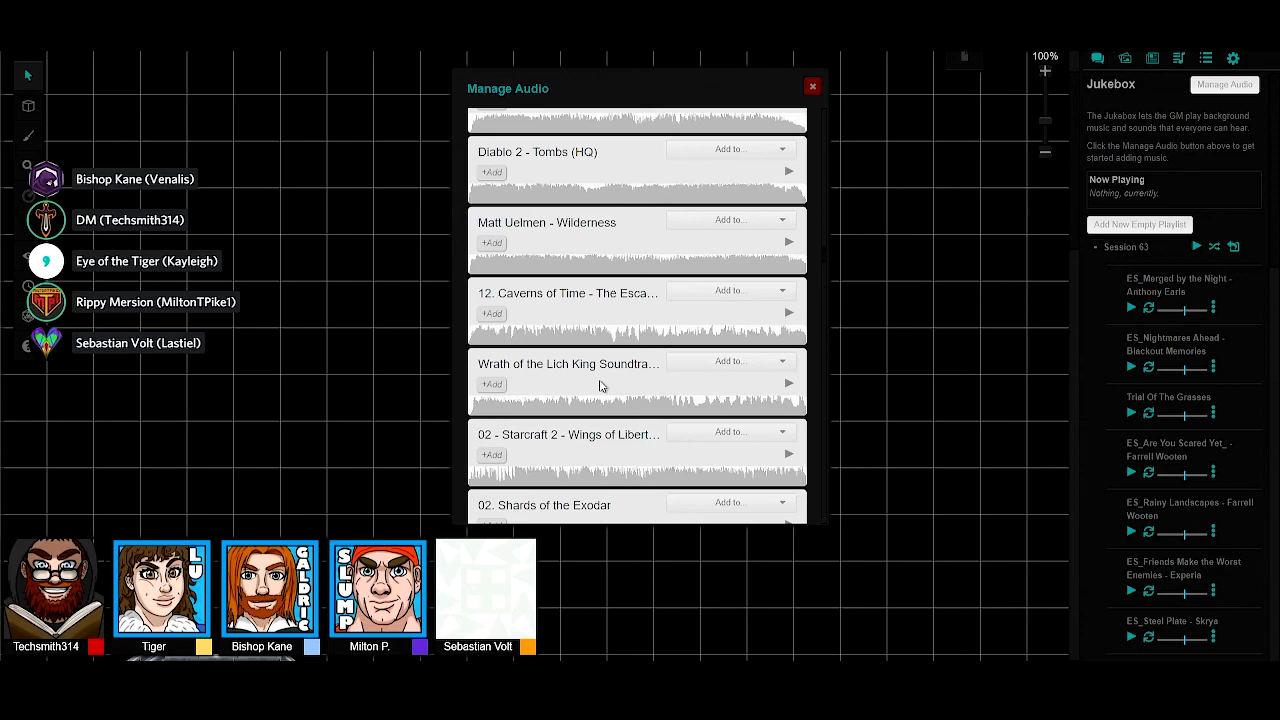 100%
Manage Audio
Diablo 2 - Tombs (HQ)
Add to...
+Add
Matt Uelmen - Wilderness
Add to...
+Add
12. Caverns of Time - The Esca...
Add to...
+Add
Wrath of the Lich King Soundtra...
Add to...
+Add
02 - Starcraft 2 - Wings of Libert...
Add to...
+Add
02. Shards of the Exodar
Add to...
Bishop Kane (Venalis)
DM (Techsmith314)
Eye of the Tiger (Kayleigh)
Rippy Mersion (MiltonTPike1)
Sebastian Volt (Lastiel)
Jukebox
Manage Audio
The Jukebox lets the GM play background
music and sounds that everyone can hear.
Click the Manage Audio button above to get
started adding music.
Now Playing
Nothing, currently.
Add New Empty Playlist
Session 63
ES_Merged by the Night -
Anthony Earls
ES_Nightmares Ahead -
Blackout Memories
Trial Of The Grasses
ES_Are You Scared Yet_ -
Farrell Wooten
ES_Rainy Landscapes - Farrell
Wooten
ES_Friends Make the Worst
Enemies - Experia
ES_Steel Plate - Skrya
LU
GALDRIC
SLUMP
Techsmith314
Tiger
Bishop Kane
Milton P.
Sebastian Volt